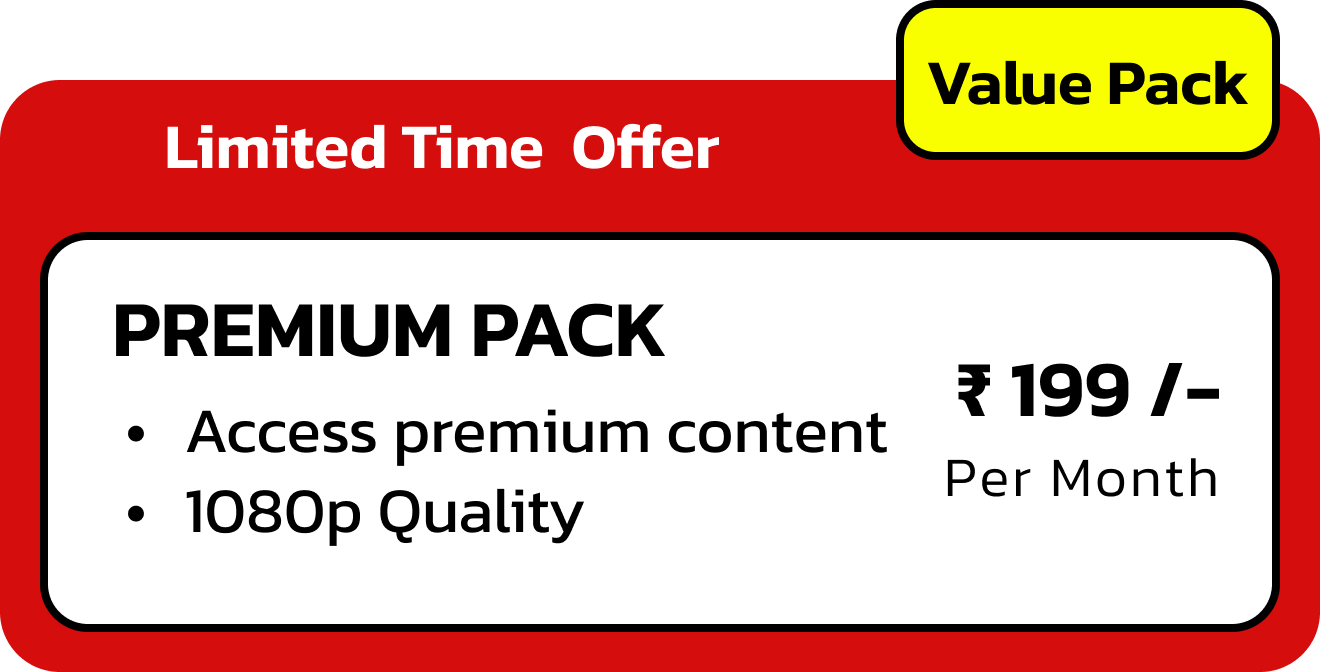 Value Pack
Limited Time  Offer
PREMIUM PACK
• Access premium content
• 1080p Quality
₹ 199 /-
Per Month